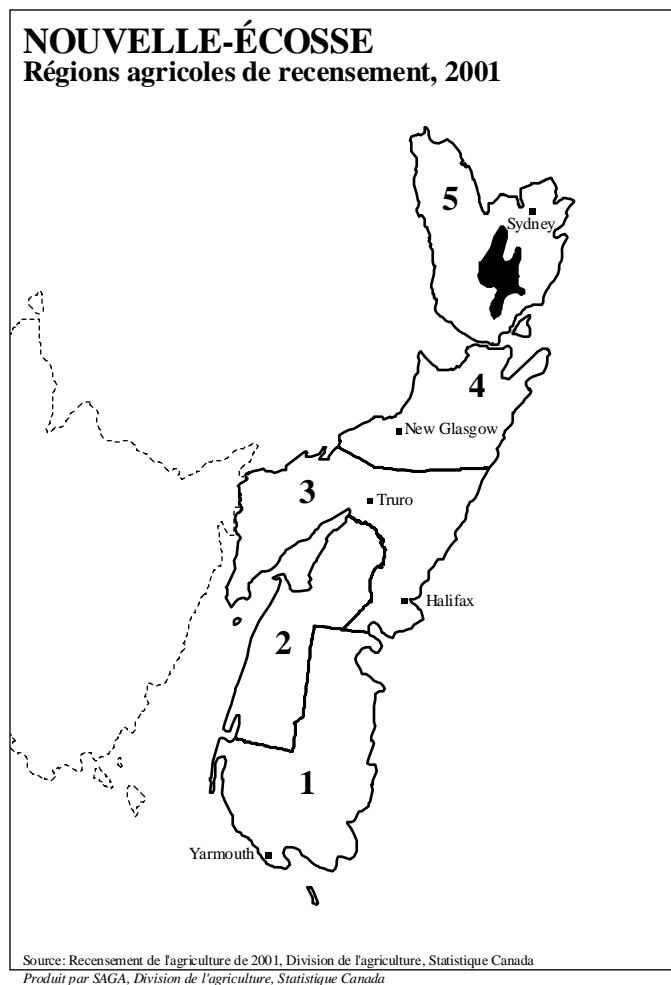 NOUVELLE-ÉCOSSE
Régions agricoles de recensement, 2001
5
Sydney
4
New Glasgow
3
Truro
Halifax
2
1
Yarmouth
Source: Recensement de l'agriculture de 2001, Division de l'agriculture, Statistique Canada
Produit par SAGA, Division de l'agriculture, Statistique Canada